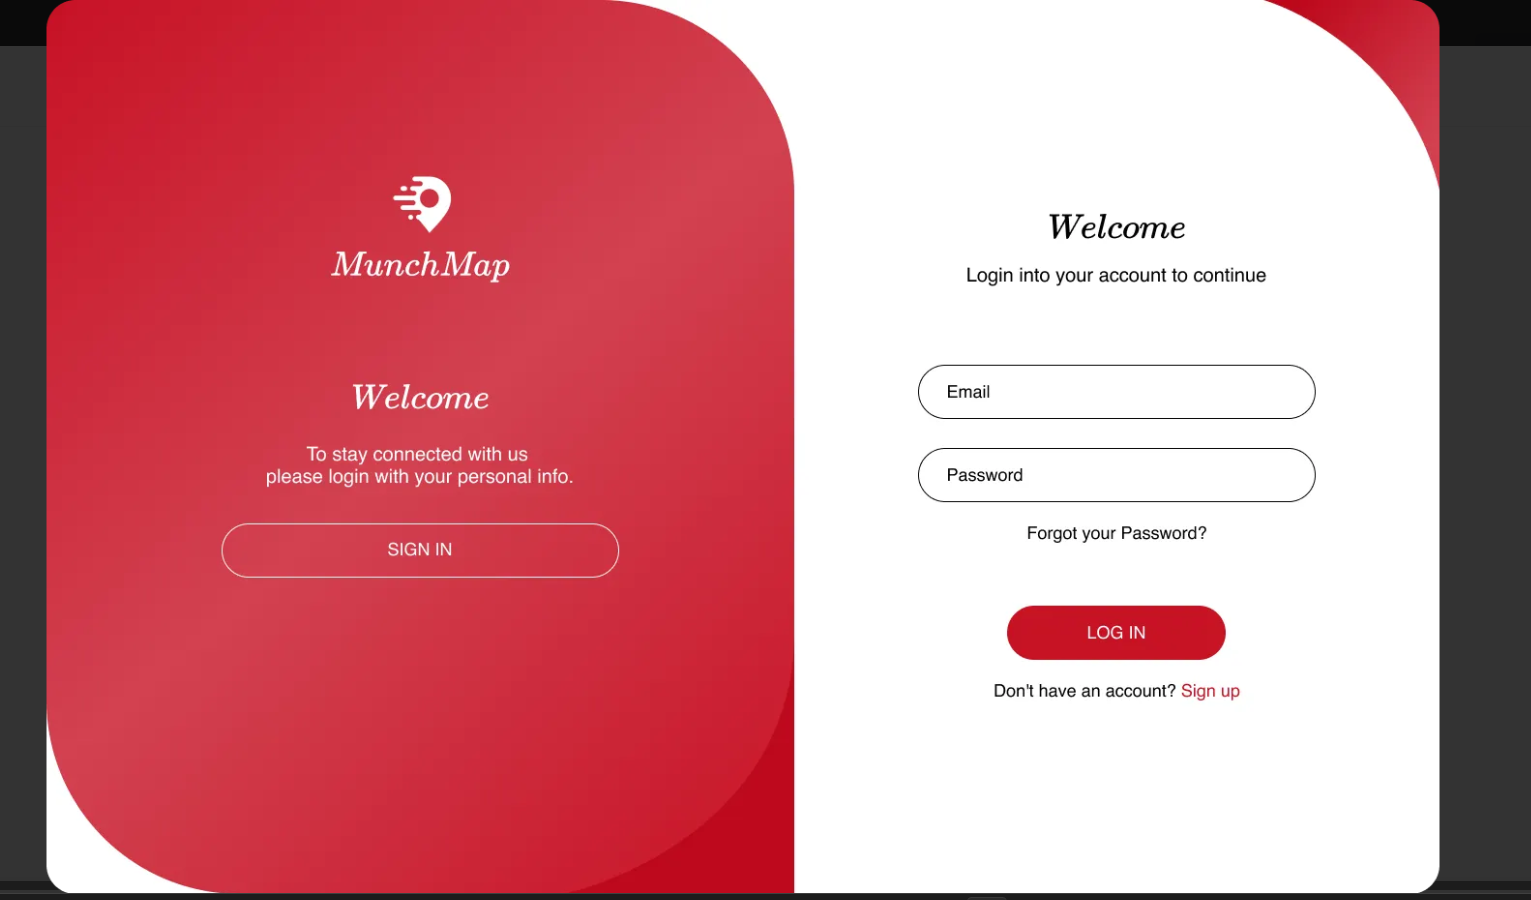 MunchMap
Welcome
To stay connected with us
please login with your personal info.
SIGN IN
Welcome
Login into your account to continue
Email
Password
Forgot your Password?
LOG IN
Don't have an account? Sign up